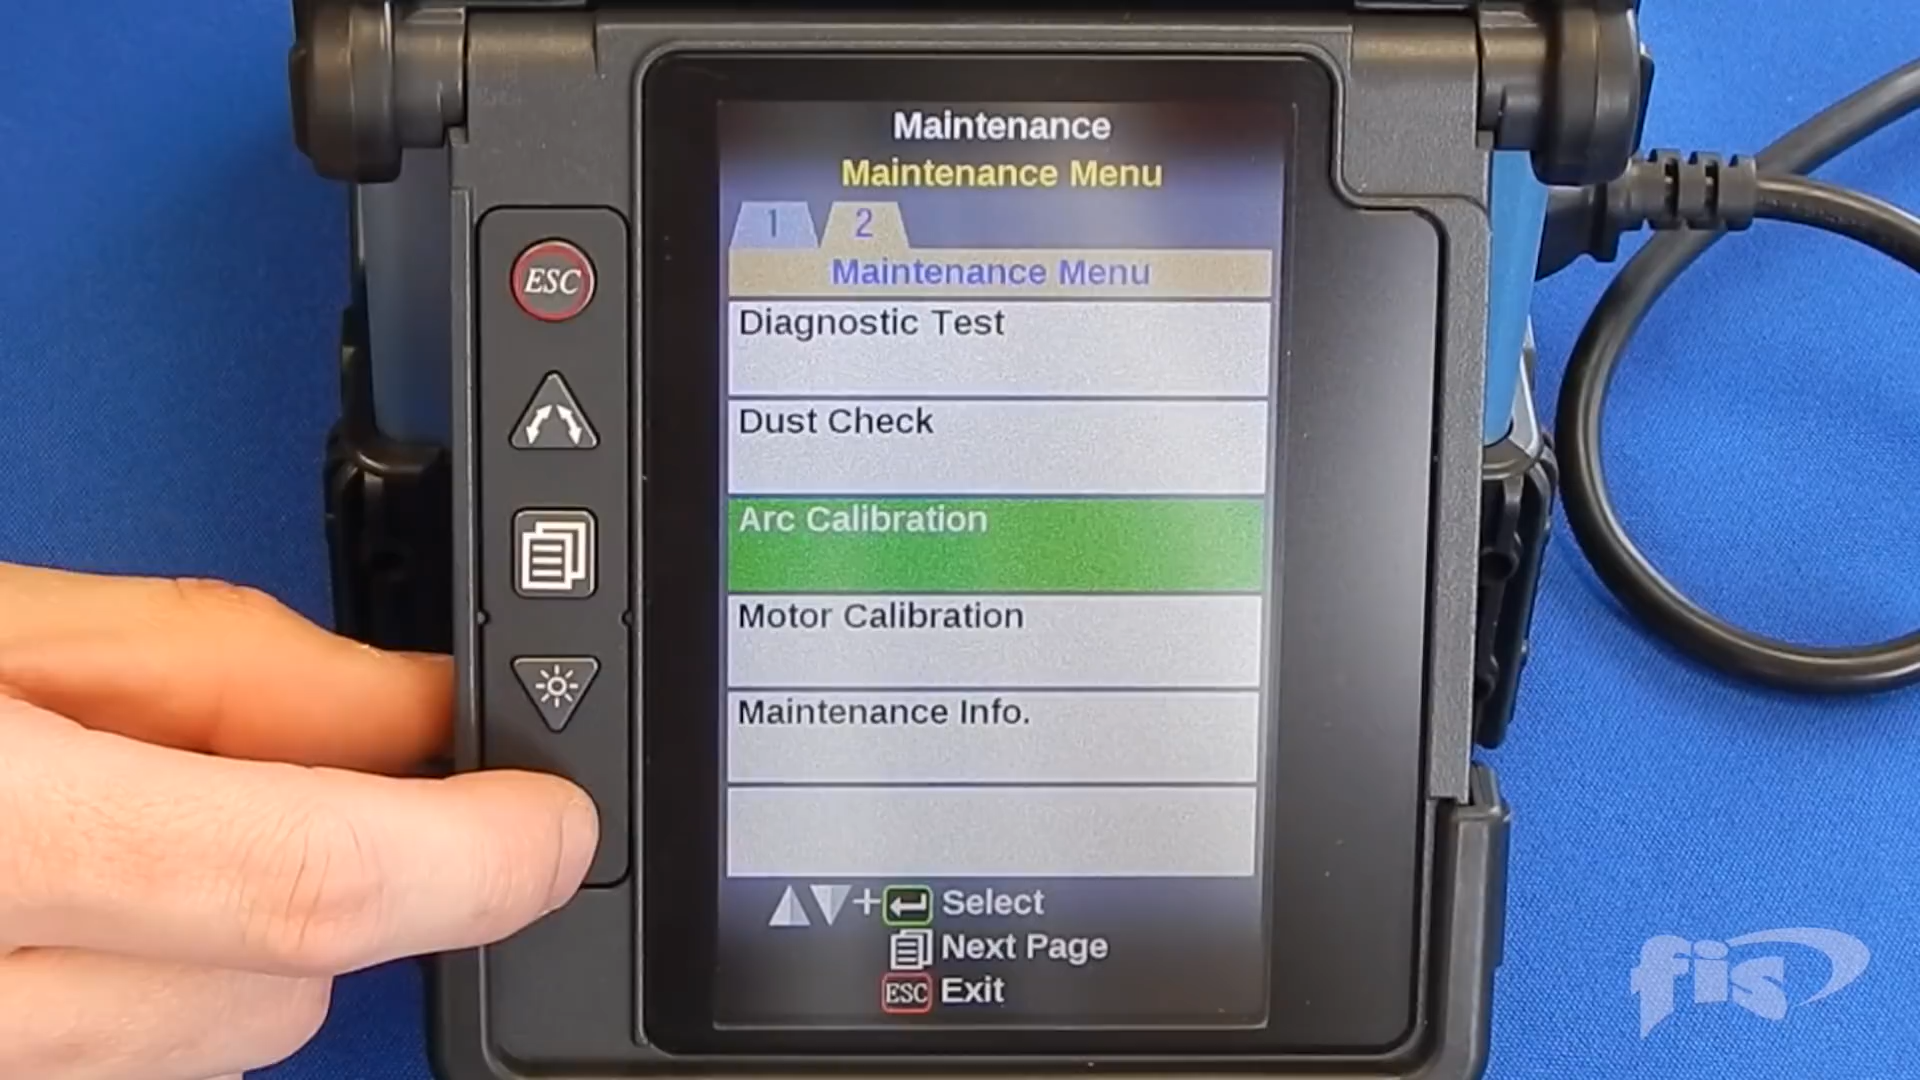 Maintenance
Maintenance Menu
1 2
Maintenance Menu
Diagnostic Test
Dust Check
Arc Calibration
Motor Calibration
Maintenance Info.
+ Select
Next Page
ESC Exit
ESC
fis